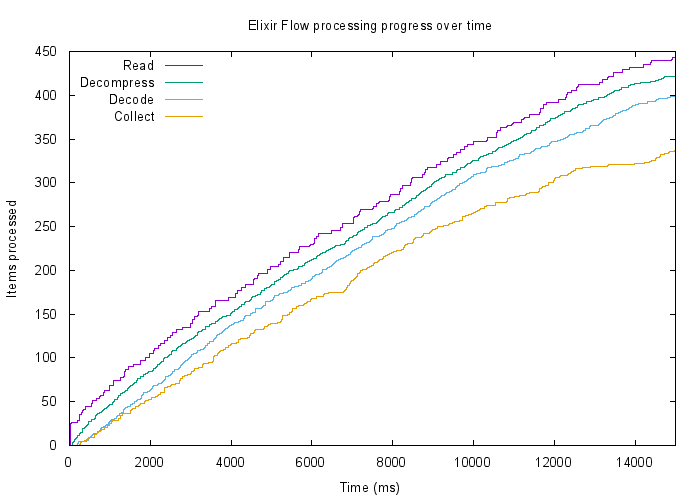 Elixir Flow processing progress over time
Items processed
450
400
350
300
250
200
150
100
50
0
Read
Decompress
Decode
Collect
0 2000 4000 6000 8000 10000 12000 14000
Time (ms)